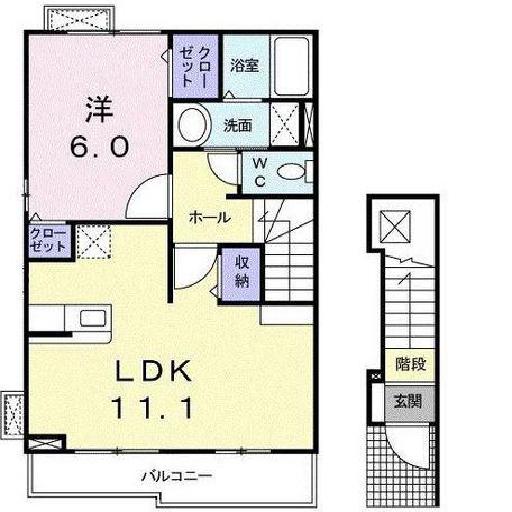 クロー
ゼット
浴室
洋
6.0
洗面
WC
ホール
クロー
ゼット
収納
階段
LDK
11.1
玄関
バルコニー